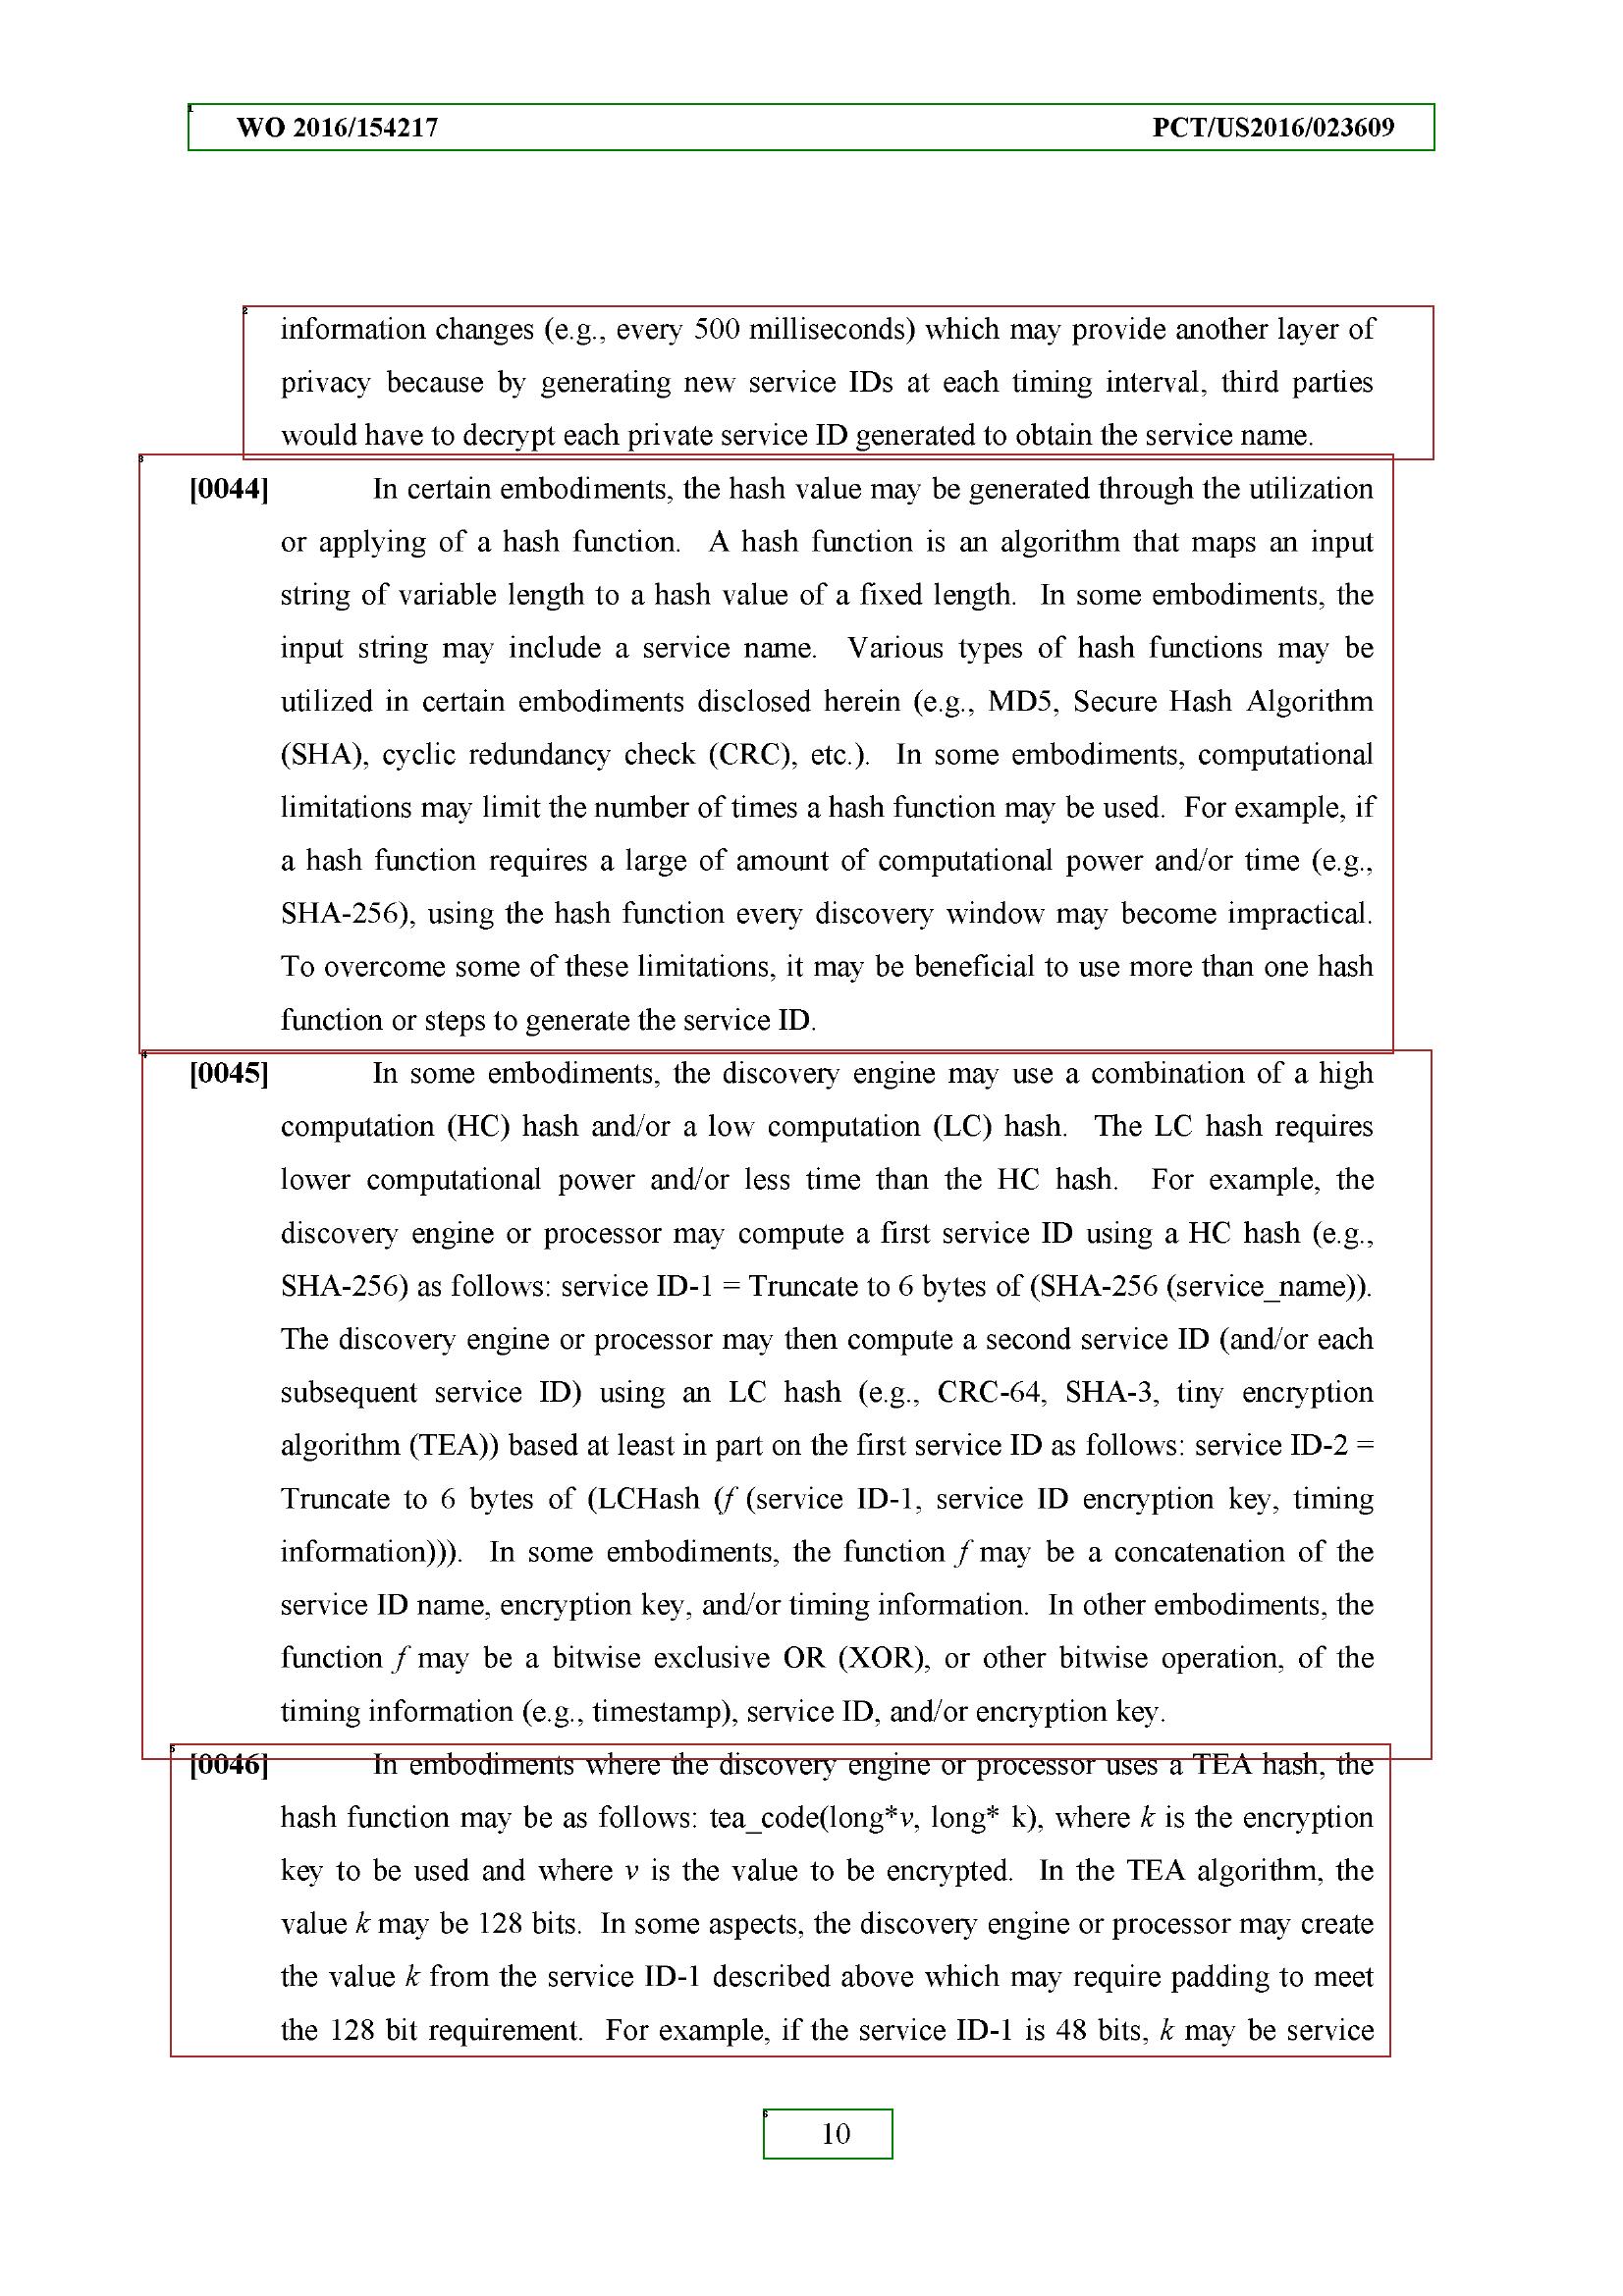 WO 2016/154217 PCT/US2016/023609
information changes (e.g., every 500 milliseconds) which may provide another layer of
privacy because by generating new service IDs at each timing interval, third parties
would have to decrypt each private service ID generated to obtain the service name.
[0044] In certain embodiments, the hash value may be generated through the utilization
or applying of a hash function. A hash function is an algorithm that maps an input
string of variable length to a hash value of a fixed length. In some embodiments, the
input string may include a service name. Various types of hash functions may be
utilized in certain embodiments disclosed herein (e.g., MD5, Secure Hash Algorithm
(SHA), cyclic redundancy check (CRC), etc.). In some embodiments, computational
limitations may limit the number of times a hash function may be used. For example, if
a hash function requires a large of amount of computational power and/or time (e.g.,
SHA-256), using the hash function every discovery window may become impractical.
To overcome some of these limitations, it may be beneficial to use more than one hash
function or steps to generate the service ID.
[0045] In some embodiments, the discovery engine may use a combination of a high
computation (HC) hash and/or a low computation (LC) hash. The LC hash requires
lower computational power and/or less time than the HC hash. For example, the
discovery engine or processor may compute a first service ID using a HC hash (e.g.,
SHA-256) as follows: service ID-1 = Truncate to 6 bytes of (SHA-256 (service_name)).
The discovery engine or processor may then compute a second service ID (and/or each
subsequent service ID) using an LC hash (e.g., CRC-64, SHA-3, tiny encryption
algorithm (TEA)) based at least in part on the first service ID as follows: service ID-2 =
Truncate to 6 bytes of (LCHash (f (service ID-1, service ID encryption key, timing
information))). In some embodiments, the function f may be a concatenation of the
service ID name, encryption key, and/or timing information. In other embodiments, the
function f may be a bitwise exclusive OR (XOR), or other bitwise operation, of the
timing information (e.g., timestamp), service ID, and/or encryption key.
[0046] In embodiments where the discovery engine or processor uses a TEA hash, the
hash function may be as follows: tea_code(long*v, long* k), where k is the encryption
key to be used and where v is the value to be encrypted. In the TEA algorithm, the
value k may be 128 bits. In some aspects, the discovery engine or processor may create
the value k from the service ID-1 described above which may require padding to meet
the 128 bit requirement. For example, if the service ID-1 is 48 bits, k may be service
10